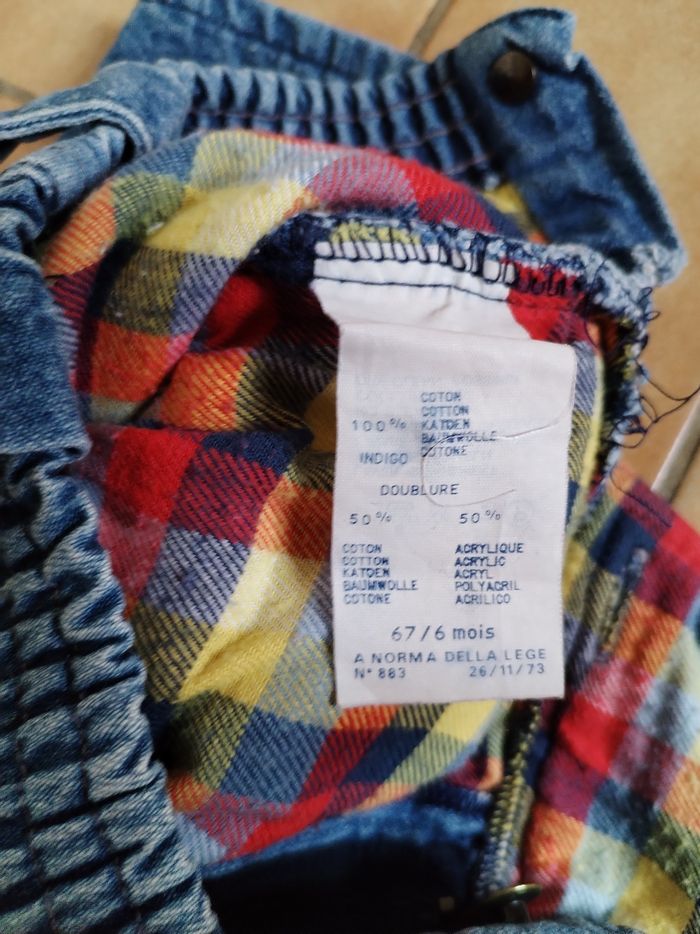 COTON
COTTON
100% KATOEN
BAUMWOLLE
INDIGO COTONE
DOUBLURE
50% 50%
COTON ACRYLIQUE
COTTON ACRYLIC
KATOEN ACRYL
BAUMWOLLE POLYACRIL
COTONE ACRILICO
67/6 mois
A NORMA DELLA LEGE
N° 883 26/11/73